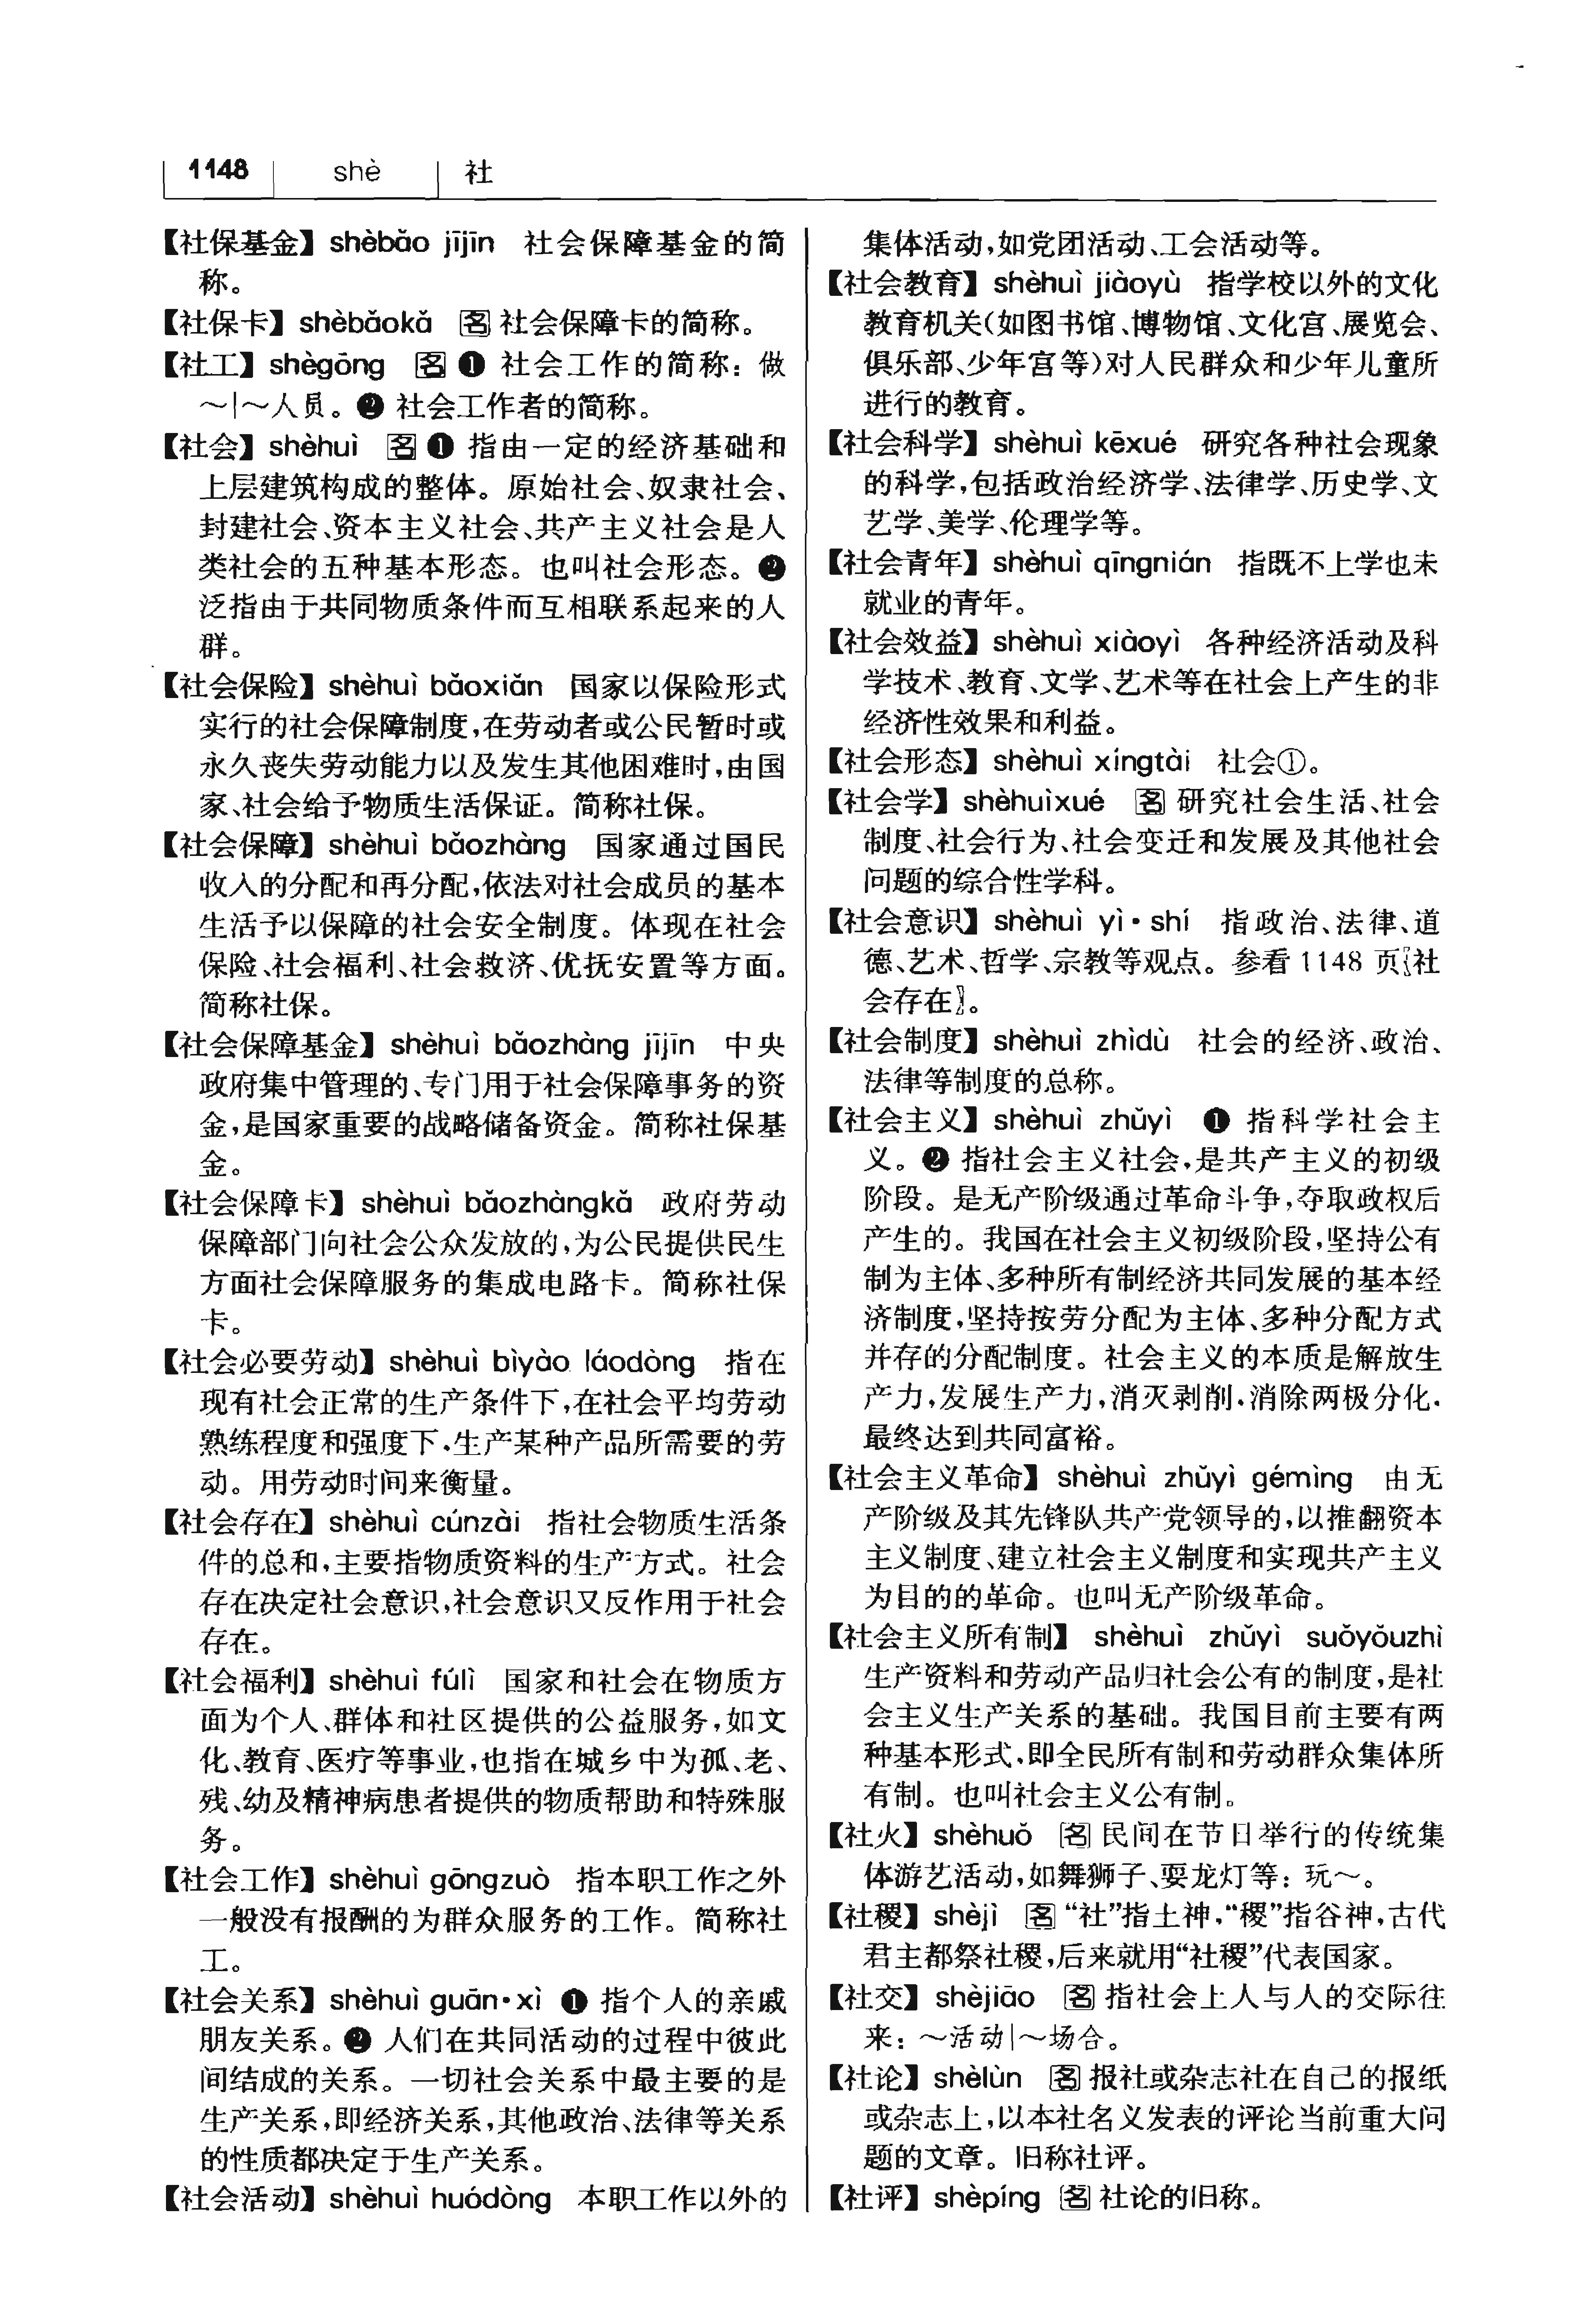 1148 shè 社
【社保基金】 shèbǎo jījīn 社会保障基金的简
称。
【社保卡】 shèbǎokǎ 名 社会保障卡的简称。
【社工】 shègōng 名 ❶ 社会工作的简称：做
～|～人员。❷ 社会工作者的简称。
【社会】 shèhuì 名 ❶ 指由一定的经济基础和
上层建筑构成的整体。原始社会、奴隶社会、
封建社会、资本主义社会、共产主义社会是人
类社会的五种基本形态。也叫社会形态。❷
泛指由于共同物质条件而互相联系起来的人
群。
【社会保险】 shèhuì bǎoxiǎn 国家以保险形式
实行的社会保障制度，在劳动者或公民暂时或
永久丧失劳动能力以及发生其他困难时，由国
家、社会给予物质生活保证。简称社保。
【社会保障】 shèhuì bǎozhàng 国家通过国民
收入的分配和再分配，依法对社会成员的基本
生活予以保障的社会安全制度。体现在社会
保险、社会福利、社会救济、优抚安置等方面。
简称社保。
【社会保障基金】 shèhuì bǎozhàng jījīn 中央
政府集中管理的、专门用于社会保障事务的资
金，是国家重要的战略储备资金。简称社保基
金。
【社会保障卡】 shèhuì bǎozhàngkǎ 政府劳动
保障部门向社会公众发放的，为公民提供民生
方面社会保障服务的集成电路卡。简称社保
卡。
【社会必要劳动】 shèhuì bìyào láodòng 指在
现有社会正常的生产条件下，在社会平均劳动
熟练程度和强度下，生产某种产品所需要的劳
动。用劳动时间来衡量。
【社会存在】 shèhuì cúnzài 指社会物质生活条
件的总和，主要指物质资料的生产方式。社会
存在决定社会意识，社会意识又反作用于社会
存在。
【社会福利】 shèhuì fúlì 国家和社会在物质方
面为个人、群体和社区提供的公益服务，如文
化、教育、医疗等事业，也指在城乡中为孤、老、
残、幼及精神病患者提供的物质帮助和特殊服
务。
【社会工作】 shèhuì gōngzuò 指本职工作之外
一般没有报酬的为群众服务的工作。简称社
工。
【社会关系】 shèhuì guān·xì ❶ 指个人的亲戚
朋友关系。❷ 人们在共同活动的过程中彼此
间结成的关系。一切社会关系中最主要的是
生产关系，即经济关系，其他政治、法律等关系
的性质都决定于生产关系。
【社会活动】 shèhuì huódòng 本职工作以外的
集体活动，如党团活动、工会活动等。
【社会教育】 shèhuì jiàoyù 指学校以外的文化
教育机关（如图书馆、博物馆、文化宫、展览会、
俱乐部、少年宫等）对人民群众和少年儿童所
进行的教育。
【社会科学】 shèhuì kēxué 研究各种社会现象
的科学，包括政治经济学、法律学、历史学、文
艺学、美学、伦理学等。
【社会青年】 shèhuì qīngnián 指既不上学也未
就业的青年。
【社会效益】 shèhuì xiàoyì 各种经济活动及科
学技术、教育、文学、艺术等在社会上产生的非
经济性效果和利益。
【社会形态】 shèhuì xíngtài 社会①。
【社会学】 shèhuìxué 名 研究社会生活、社会
制度、社会行为、社会变迁和发展及其他社会
问题的综合性学科。
【社会意识】 shèhuì yì·shí 指政治、法律、道
德、艺术、哲学、宗教等观点。参看 1148 页〖社
会存在〗。
【社会制度】 shèhuì zhìdù 社会的经济、政治、
法律等制度的总称。
【社会主义】 shèhuì zhǔyì ❶ 指科学社会主
义。❷ 指社会主义社会，是共产主义的初级
阶段。是无产阶级通过革命斗争，夺取政权后
产生的。我国在社会主义初级阶段，坚持公有
制为主体、多种所有制经济共同发展的基本经
济制度，坚持按劳分配为主体、多种分配方式
并存的分配制度。社会主义的本质是解放生
产力，发展生产力，消灭剥削，消除两极分化，
最终达到共同富裕。
【社会主义革命】 shèhuì zhǔyì gémìng 由无
产阶级及其先锋队共产党领导的，以推翻资本
主义制度、建立社会主义制度和实现共产主义
为目的的革命。也叫无产阶级革命。
【社会主义所有制】 shèhuì zhǔyì suǒyǒuzhì
生产资料和劳动产品归社会公有的制度，是社
会主义生产关系的基础。我国目前主要有两
种基本形式，即全民所有制和劳动群众集体所
有制。也叫社会主义公有制。
【社火】 shèhuǒ 名 民间在节日举行的传统集
体游艺活动，如舞狮子、耍龙灯等：玩～。
【社稷】 shèjì 名 “社”指土神，“稷”指谷神，古代
君主都祭社稷，后来就用“社稷”代表国家。
【社交】 shèjiāo 名 指社会上人与人的交际往
来：～活动|～场合。
【社论】 shèlùn 名 报社或杂志社在自己的报纸
或杂志上，以本社名义发表的评论当前重大问
题的文章。旧称社评。
【社评】 shèpíng 名 社论的旧称。